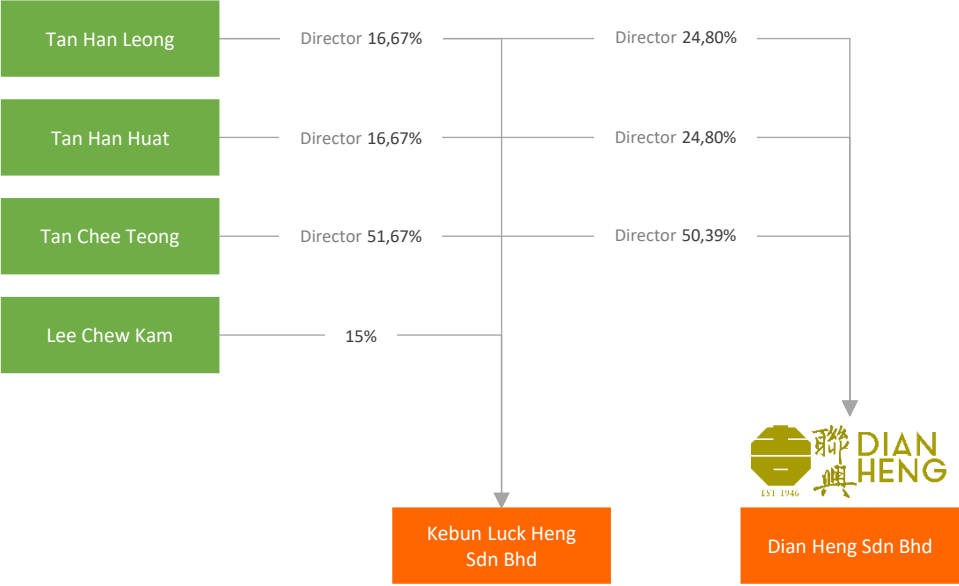 Tan Han Leong
Director 16,67%
Director 24,80%
Tan Han Huat
Director 16,67%
Director 24,80%
Tan Chee Teong
Director 51,67%
Director 50,39%
Lee Chew Kam
15%
聯興
DIAN
HENG
EST 1946
Kebun Luck Heng
Sdn Bhd
Dian Heng Sdn Bhd